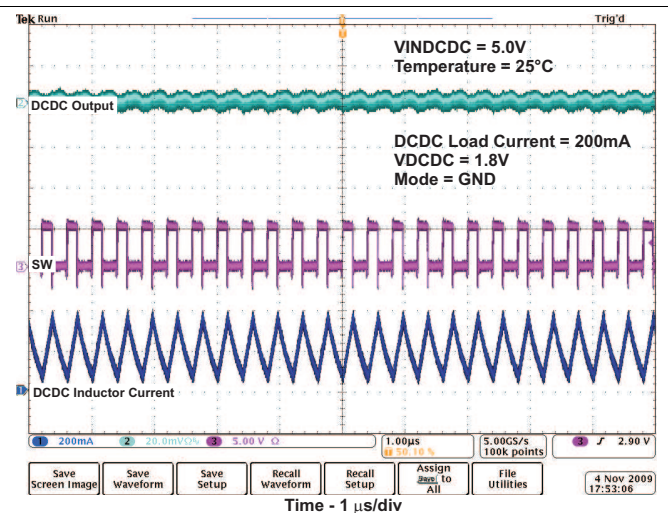 Tek Run Trig'd
VINDCDC = 5.0V
Temperature = 25°C
2 DCDC Output
DCDC Load Current = 200mA
VDCDC = 1.8V
Mode = GND
3 SW
1 DCDC Inductor Current
1 200mA 2 20.0mVΩ 3 5.00 V Ω 1.00µs 5.00GS/s 3 2.90 V
50.10 % 100k points
Save Screen Image
Save Waveform
Save Setup
Recall Waveform
Recall Setup
Assign Save to All
File Utilities
4 Nov 2009
17:53:06
Time - 1 µs/div